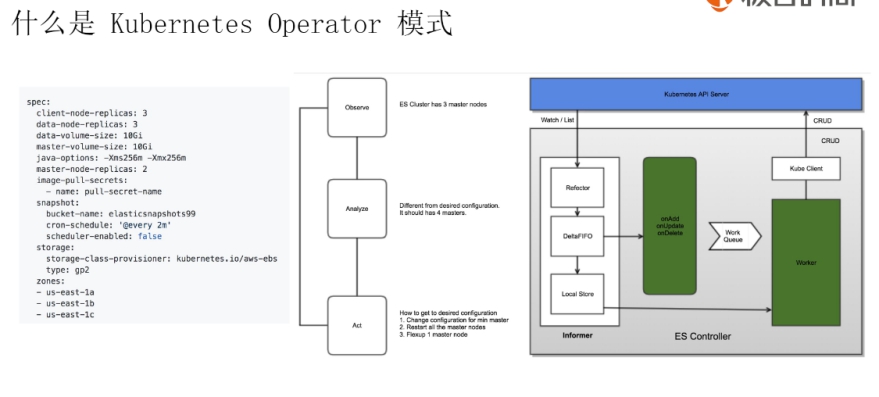 什么是 Kubernetes Operator 模式
spec:
client-node-replicas: 3
data-node-replicas: 3
data-volume-size: 10Gi
master-volume-size: 10Gi
java-options: -Xms256m -Xmx256m
master-node-replicas: 2
image-pull-secrets:
- name: pull-secret-name
snapshot:
bucket-name: elasticsnapshots99
cron-schedule: '@every 2m'
scheduler-enabled: false
storage:
storage-class-provisioner: kubernetes.io/aws-ebs
type: gp2
zones:
- us-east-1a
- us-east-1b
- us-east-1c
Observe
ES Cluster has 3 master nodes
Analyze
Different from desired configuration.
It should have 4 masters.
Act
How to get to desired configuration
1. Change configuration for min master
2. Restart all the master nodes
3. Flexup 1 master node
Kubernetes API Server
Watch / List
CRUD
CRUD
Refector
DeltaFIFO
Local Store
Informer
onAdd
onUpdate
onDelete
Work
Queue
Kube Client
Worker
ES Controller